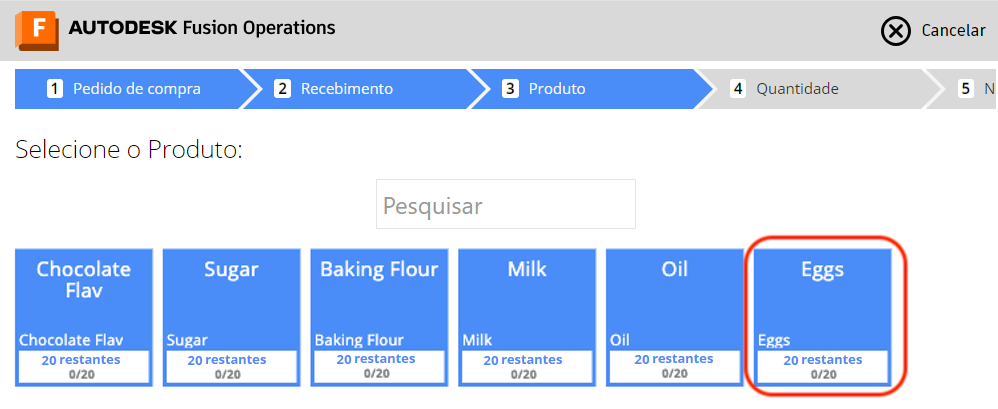 F AUTODESK Fusion Operations
Cancelar
1 Pedido de compra
2 Recebimento
3 Produto
4 Quantidade
5 N
Selecione o Produto:
Pesquisar
Chocolate
Flav
Chocolate Flav
20 restantes
0/20
Sugar
Sugar
20 restantes
0/20
Baking Flour
Baking Flour
20 restantes
0/20
Milk
Milk
20 restantes
0/20
Oil
Oil
20 restantes
0/20
Eggs
Eggs
20 restantes
0/20